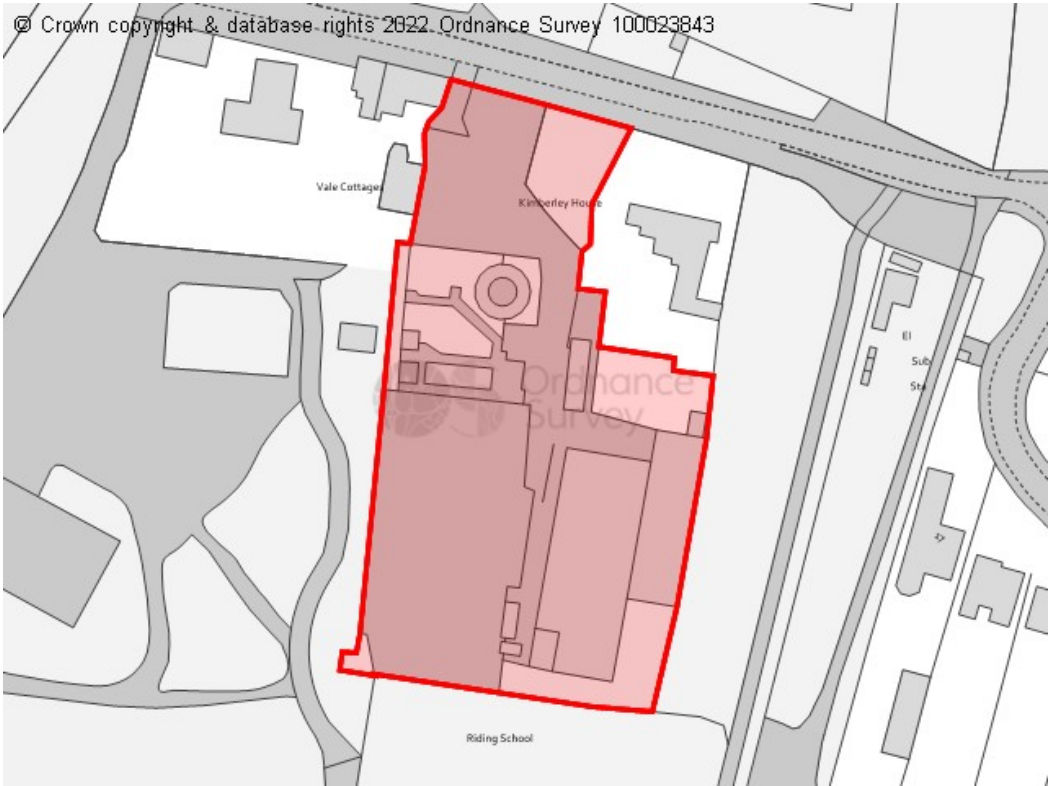 © Crown copyright & database rights 2022 Ordnance Survey 100023843
Vale Cottages
Kimberley House
El
Sub
Sta
Ordnance
Survey
17
Riding School